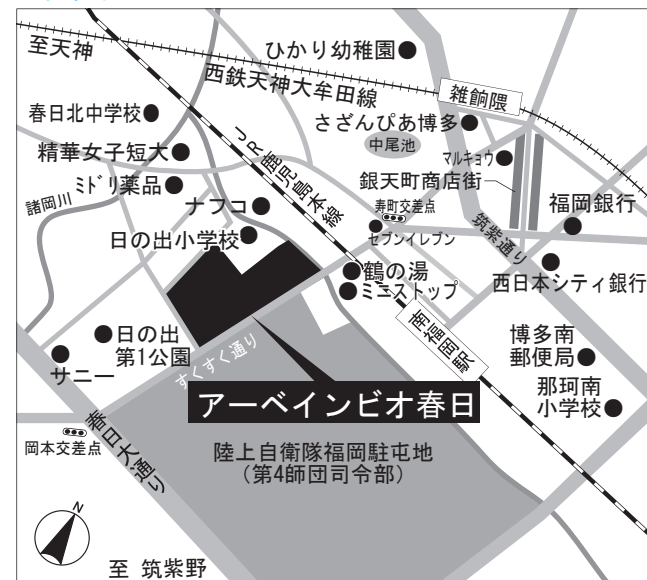 至天神
ひかり幼稚園
西鉄天神大牟田線
雑餉隈
春日北中学校
さざんぴあ博多
中尾池
精華女子短大
JR鹿児島本線
マルキョウ
ミドリ薬品
銀天町商店街
諸岡川
ナフコ
寿町交差点
福岡銀行
日の出小学校
セブンイレブン
筑紫通り
鶴の湯
西日本シティ銀行
ミニストップ
日の出
第1公園
すくすく通り
南福岡駅
博多南
郵便局
サニー
那珂南
小学校
アーベインビオ春日
春日大通り
岡本交差点
陸上自衛隊福岡駐屯地
(第4師団司令部)
N
至 筑紫野